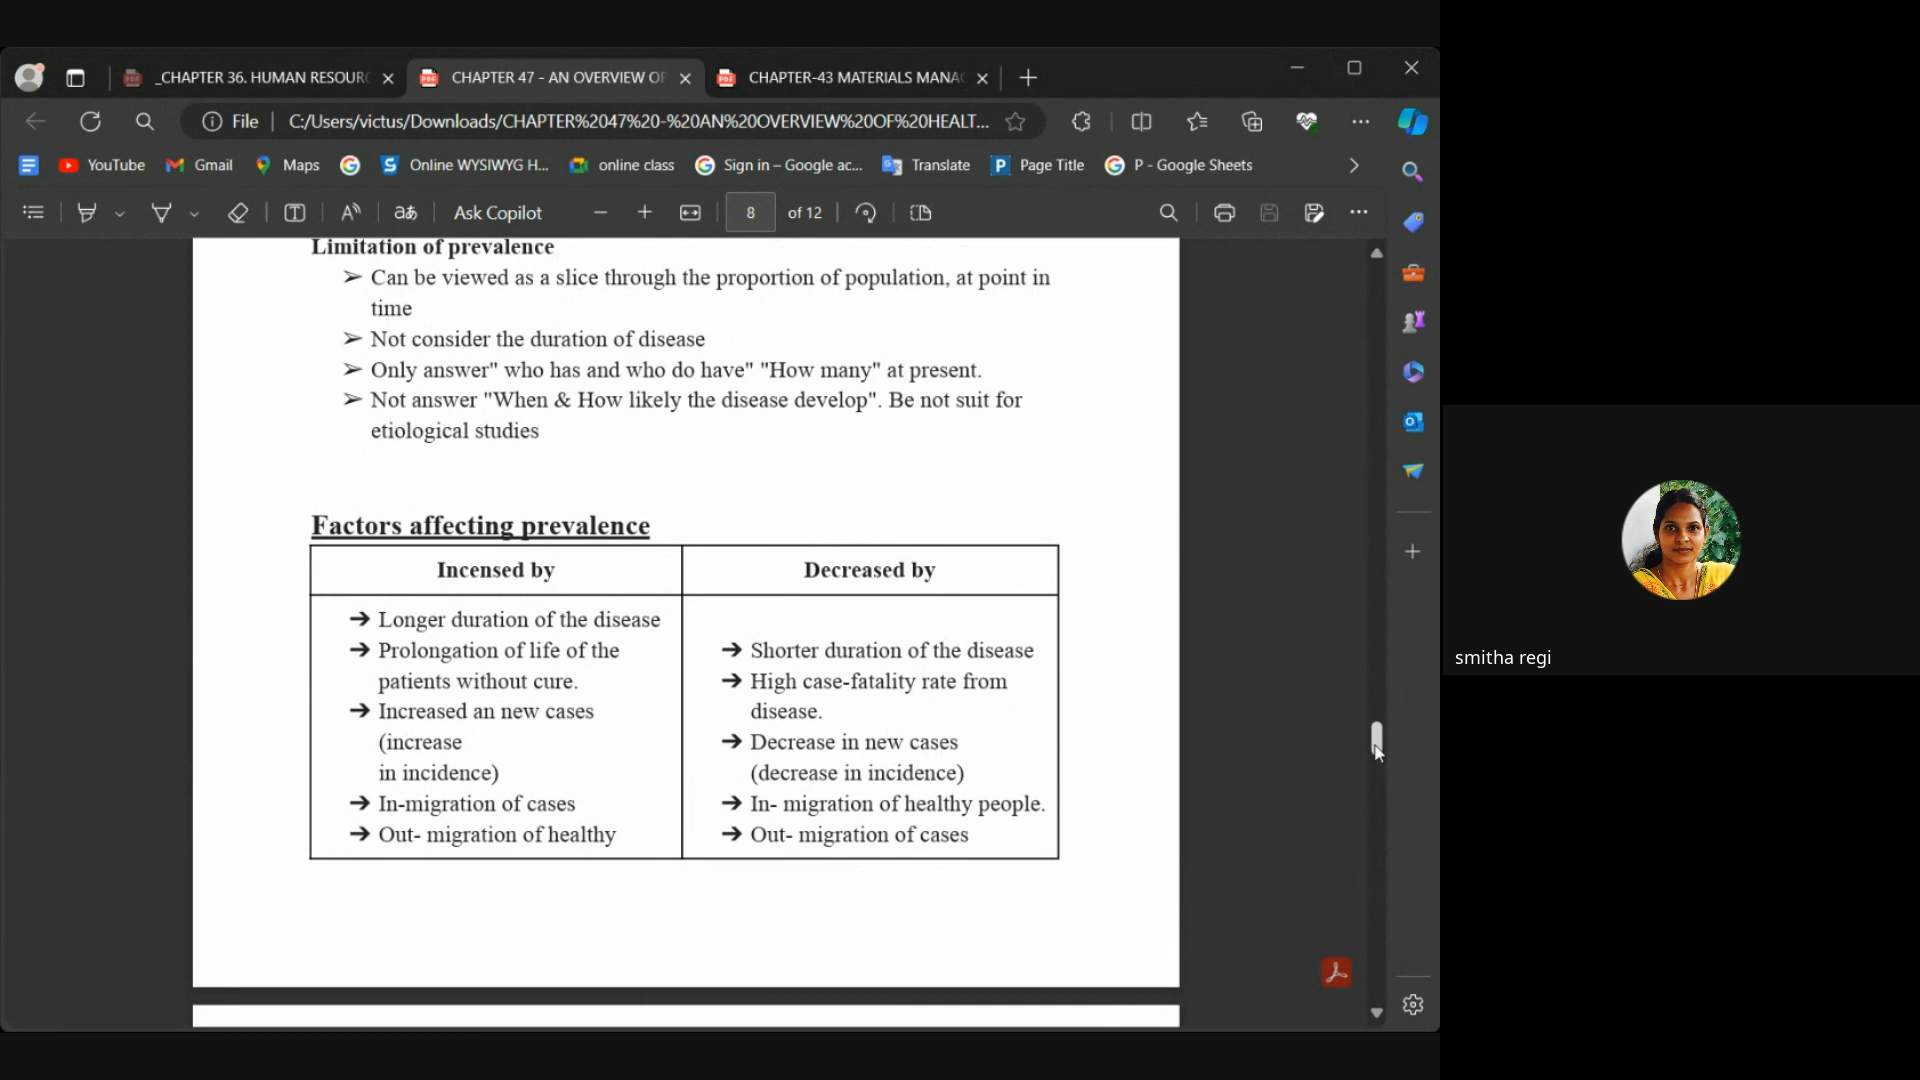 _CHAPTER 36. HUMAN RESOUR
CHAPTER 47 - AN OVERVIEW OF
CHAPTER-43 MATERIALS MANA
File
C:/Users/victus/Downloads/CHAPTER%2047%20-%20AN%20OVERVIEW%20OF%20HEALT...
YouTube
Gmail
Maps
Online WYSIWYG H...
online class
Sign in – Google ac...
Translate
Page Title
P - Google Sheets
Ask Copilot
8 of 12
Limitation of prevalence
➢ Can be viewed as a slice through the proportion of population, at point in
time
➢ Not consider the duration of disease
➢ Only answer" who has and who do have" "How many" at present.
➢ Not answer "When & How likely the disease develop". Be not suit for
etiological studies
Factors affecting prevalence
Incensed by
➔ Longer duration of the disease
➔ Prolongation of life of the
patients without cure.
➔ Increased an new cases
(increase
in incidence)
➔ In-migration of cases
➔ Out- migration of healthy
Decreased by
➔ Shorter duration of the disease
➔ High case-fatality rate from
disease.
➔ Decrease in new cases
(decrease in incidence)
➔ In- migration of healthy people.
➔ Out- migration of cases
smitha regi